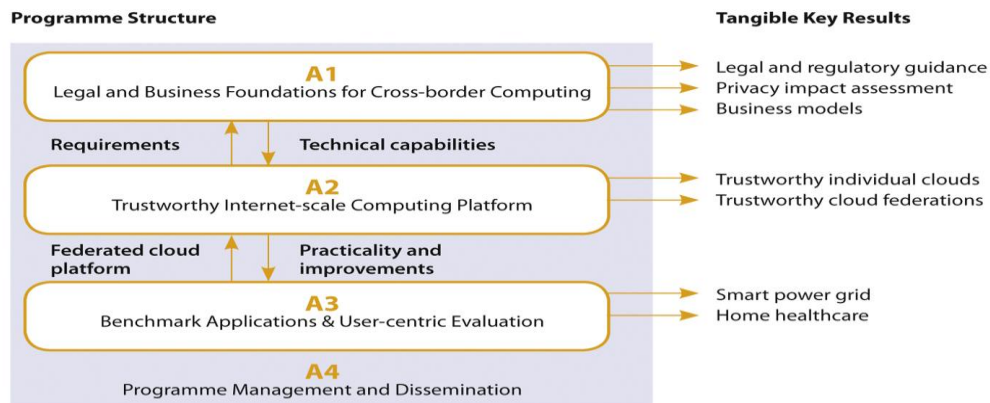 Programme Structure
Tangible Key Results
A1
Legal and Business Foundations for Cross-border Computing
Legal and regulatory guidance
Privacy impact assessment
Business models
Requirements
Technical capabilities
A2
Trustworthy Internet-scale Computing Platform
Trustworthy individual clouds
Trustworthy cloud federations
Federated cloud
platform
Practicality and
improvements
A3
Benchmark Applications & User-centric Evaluation
Smart power grid
Home healthcare
A4
Programme Management and Dissemination